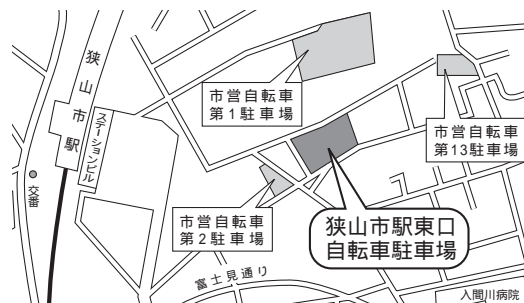 狭山市駅
ステーションビル
交番
市営自転車
第1駐車場
市営自転車
第13駐車場
市営自転車
第2駐車場
狭山市駅東口
自転車駐車場
富士見通り
入間川病院